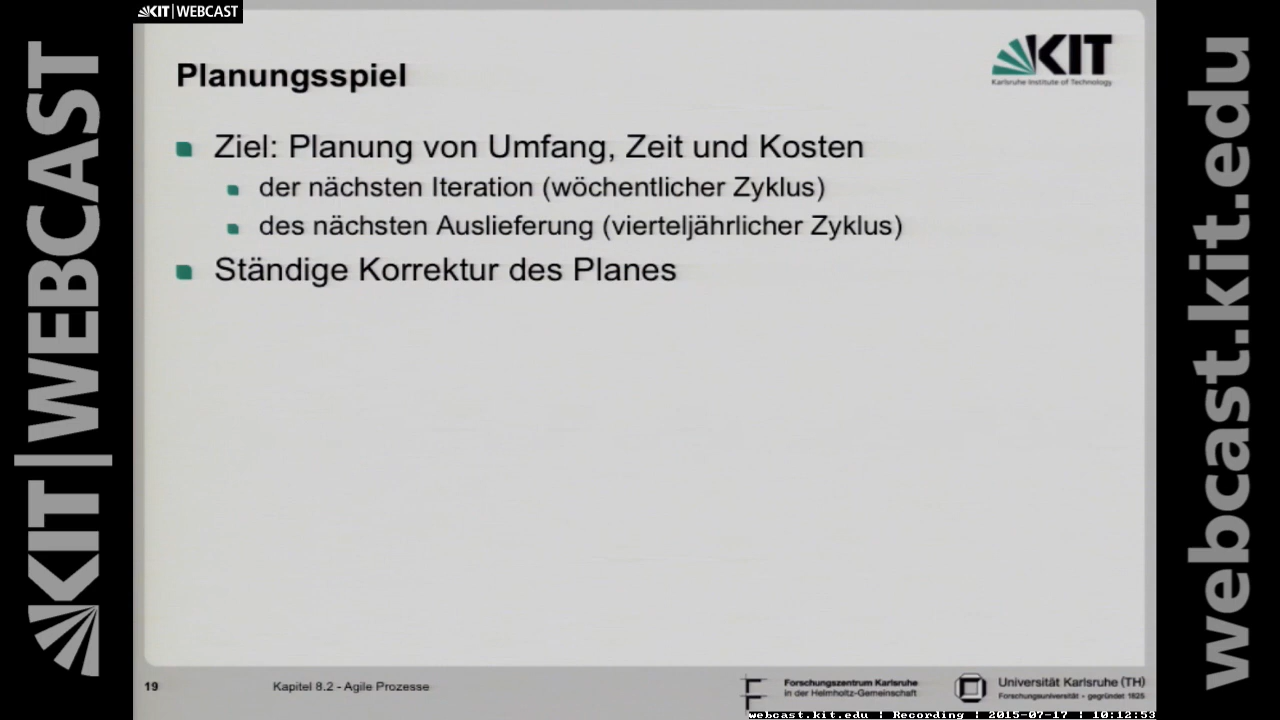 KIT|WEBCAST
KIT|WEBCAST
KIT
Karlsruhe Institute of Technology
Planungsspiel
Ziel: Planung von Umfang, Zeit und Kosten
der nächsten Iteration (wöchentlicher Zyklus)
des nächsten Auslieferung (vierteljährlicher Zyklus)
Ständige Korrektur des Planes
webcast.kit.edu
19
Kapitel 8.2 - Agile Prozesse
Forschungszentrum Karlsruhe
in der Helmholtz-Gemeinschaft
Universität Karlsruhe (TH)
Forschungsuniversität • gegründet 1825
webcast.kit.edu | Recording | 2015-07-17 | 10:12:53